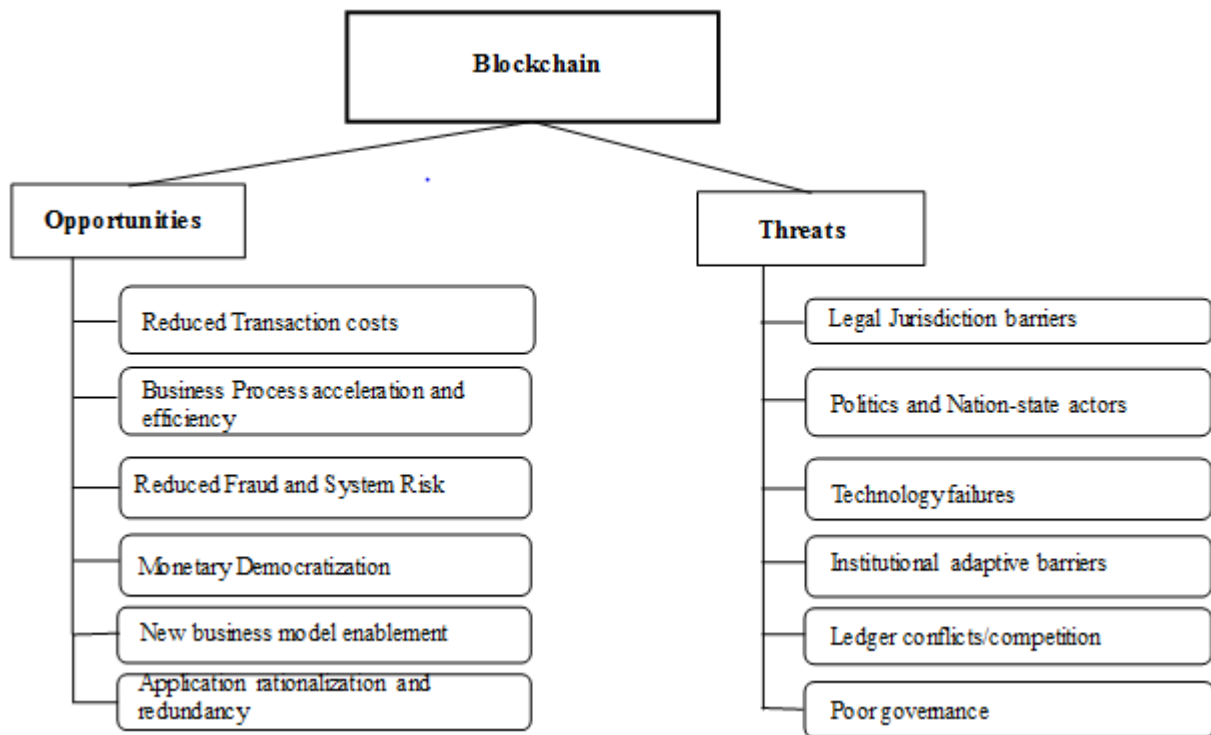 Blockchain
Opportunities
Reduced Transaction costs
Business Process acceleration and
efficiency
Reduced Fraud and System Risk
Monetary Democratization
New business model enablement
Application rationalization and
redundancy
Threats
Legal Jurisdiction barriers
Politics and Nation-state actors
Technology failures
Institutional adaptive barriers
Ledger conflicts/competition
Poor governance